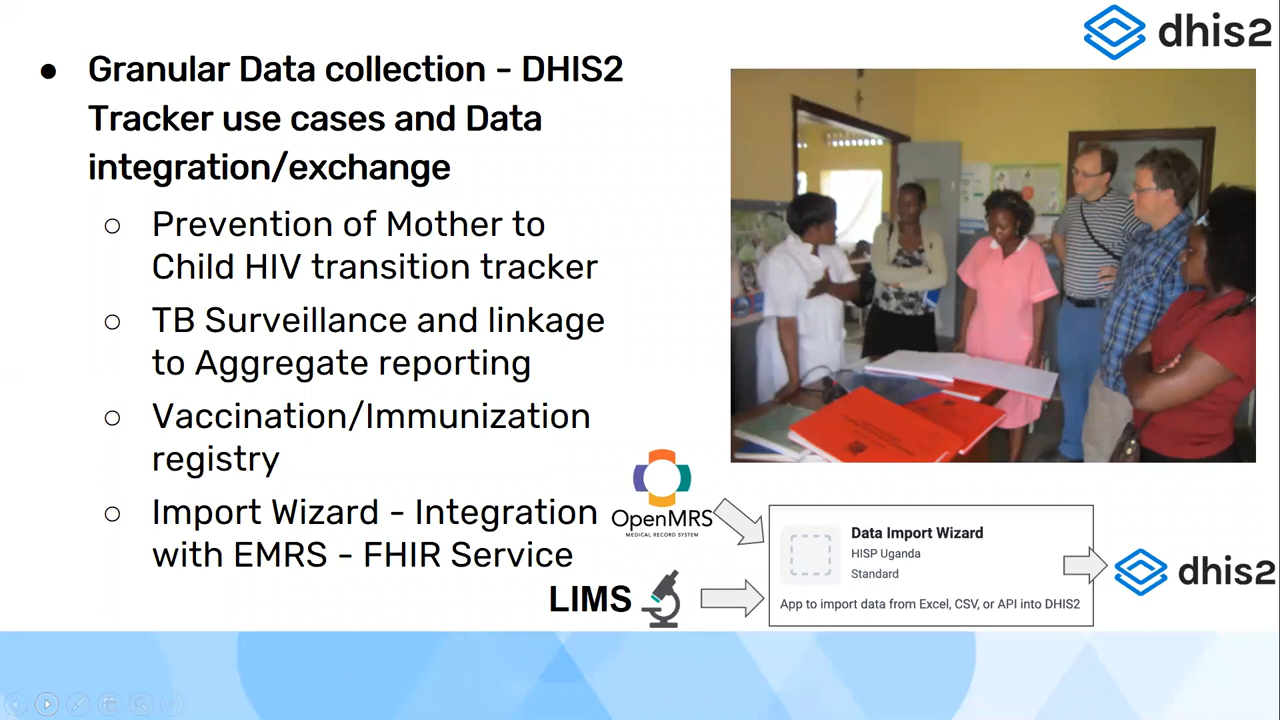 dhis2
● Granular Data collection - DHIS2
Tracker use cases and Data
integration/exchange
○ Prevention of Mother to
Child HIV transition tracker
○ TB Surveillance and linkage
to Aggregate reporting
○ Vaccination/Immunization
registry
○ Import Wizard - Integration
with EMRS - FHIR Service
OpenMRS
MEDICAL RECORD SYSTEM
LIMS
Data Import Wizard
HISP Uganda
Standard
App to import data from Excel, CSV, or API into DHIS2
dhis2